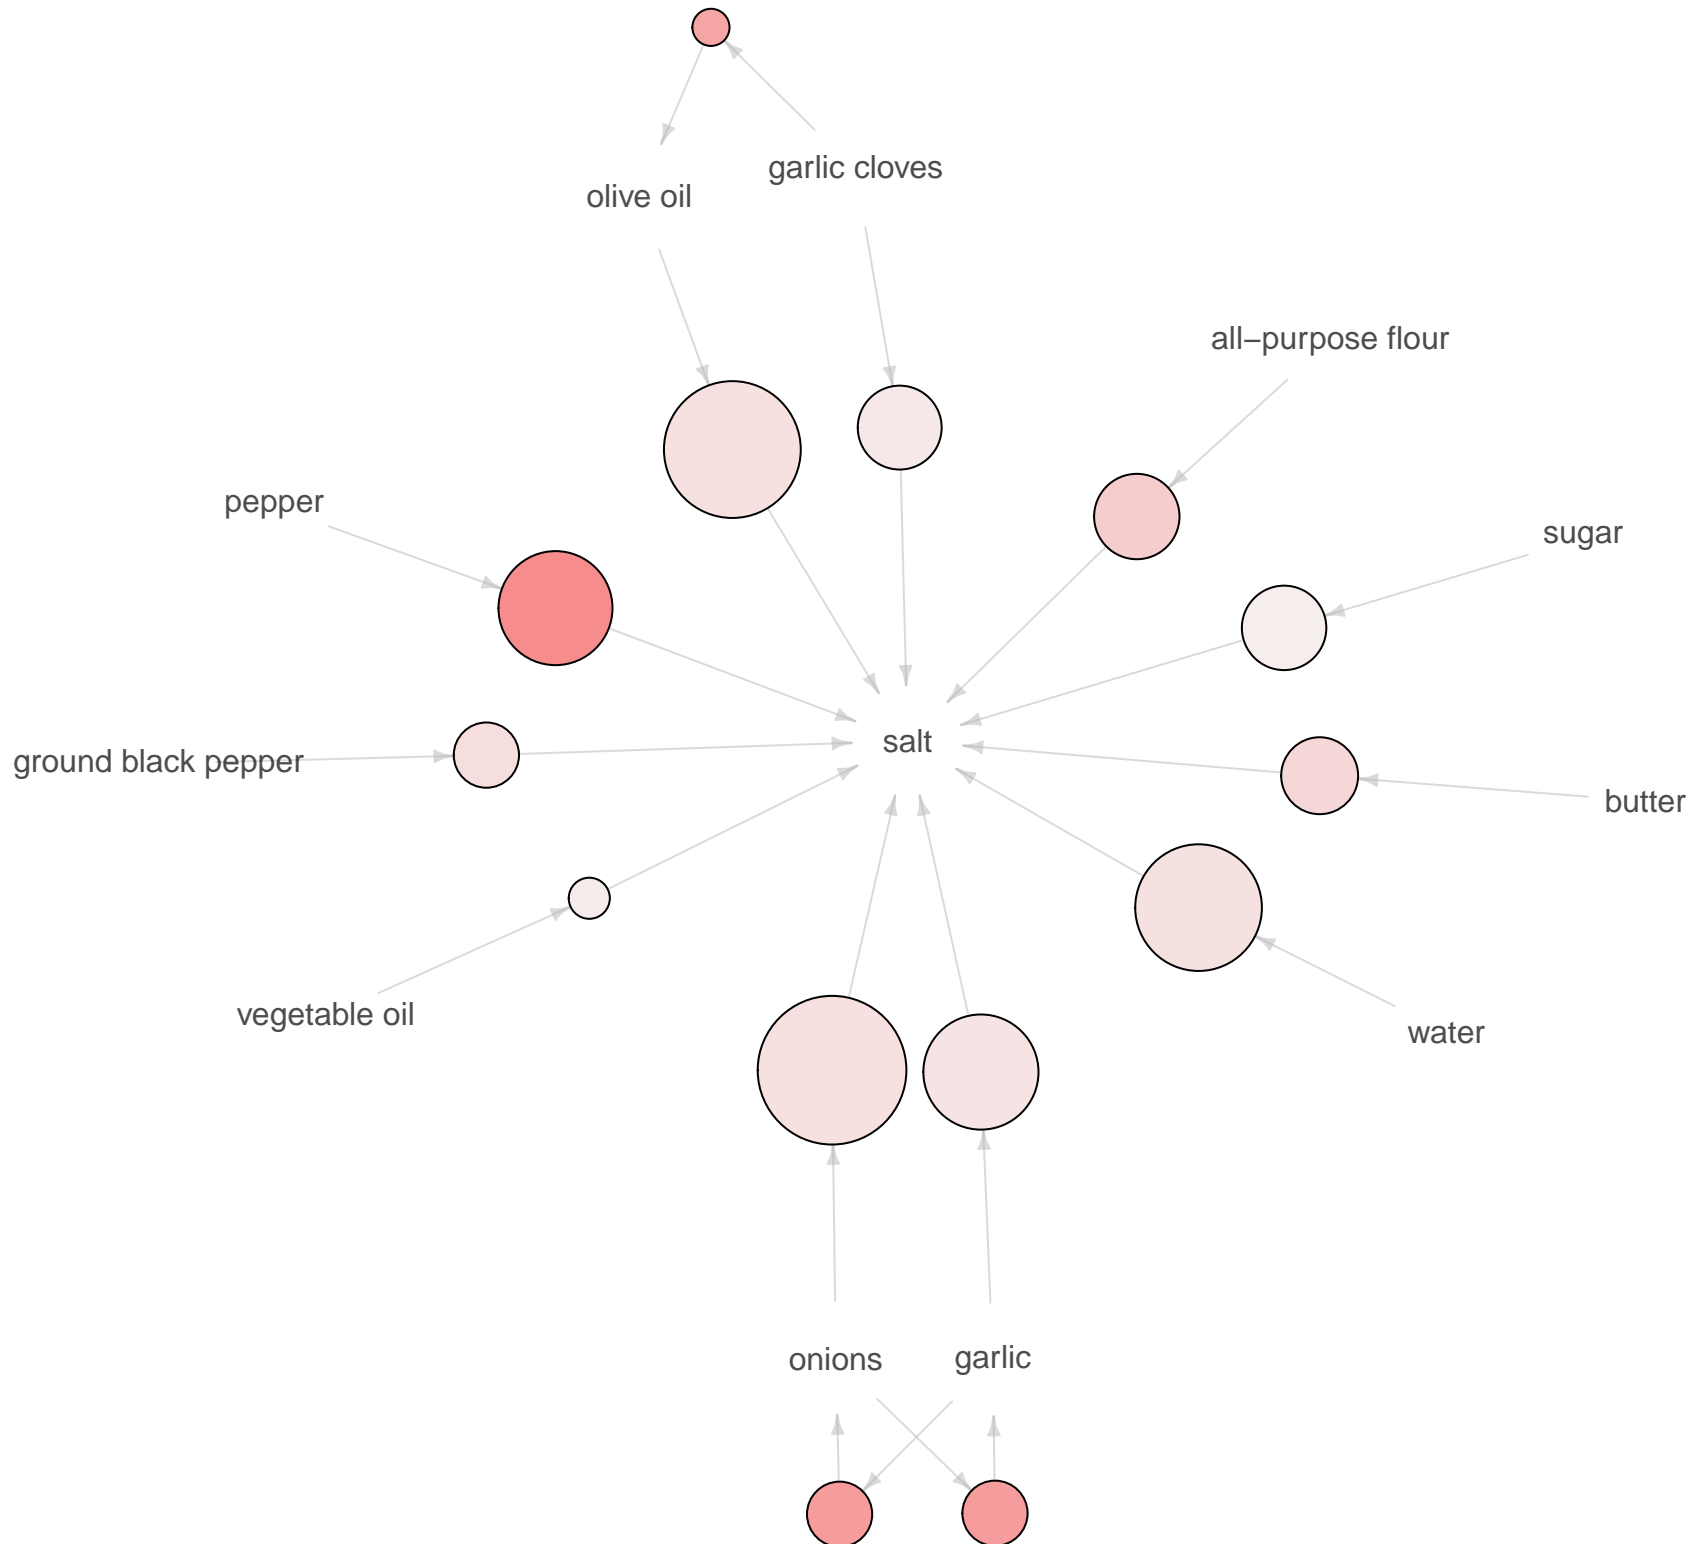 garlic cloves
olive oil
all–purpose flour
pepper
sugar
salt
ground black pepper
butter
vegetable oil
water
onions
garlic